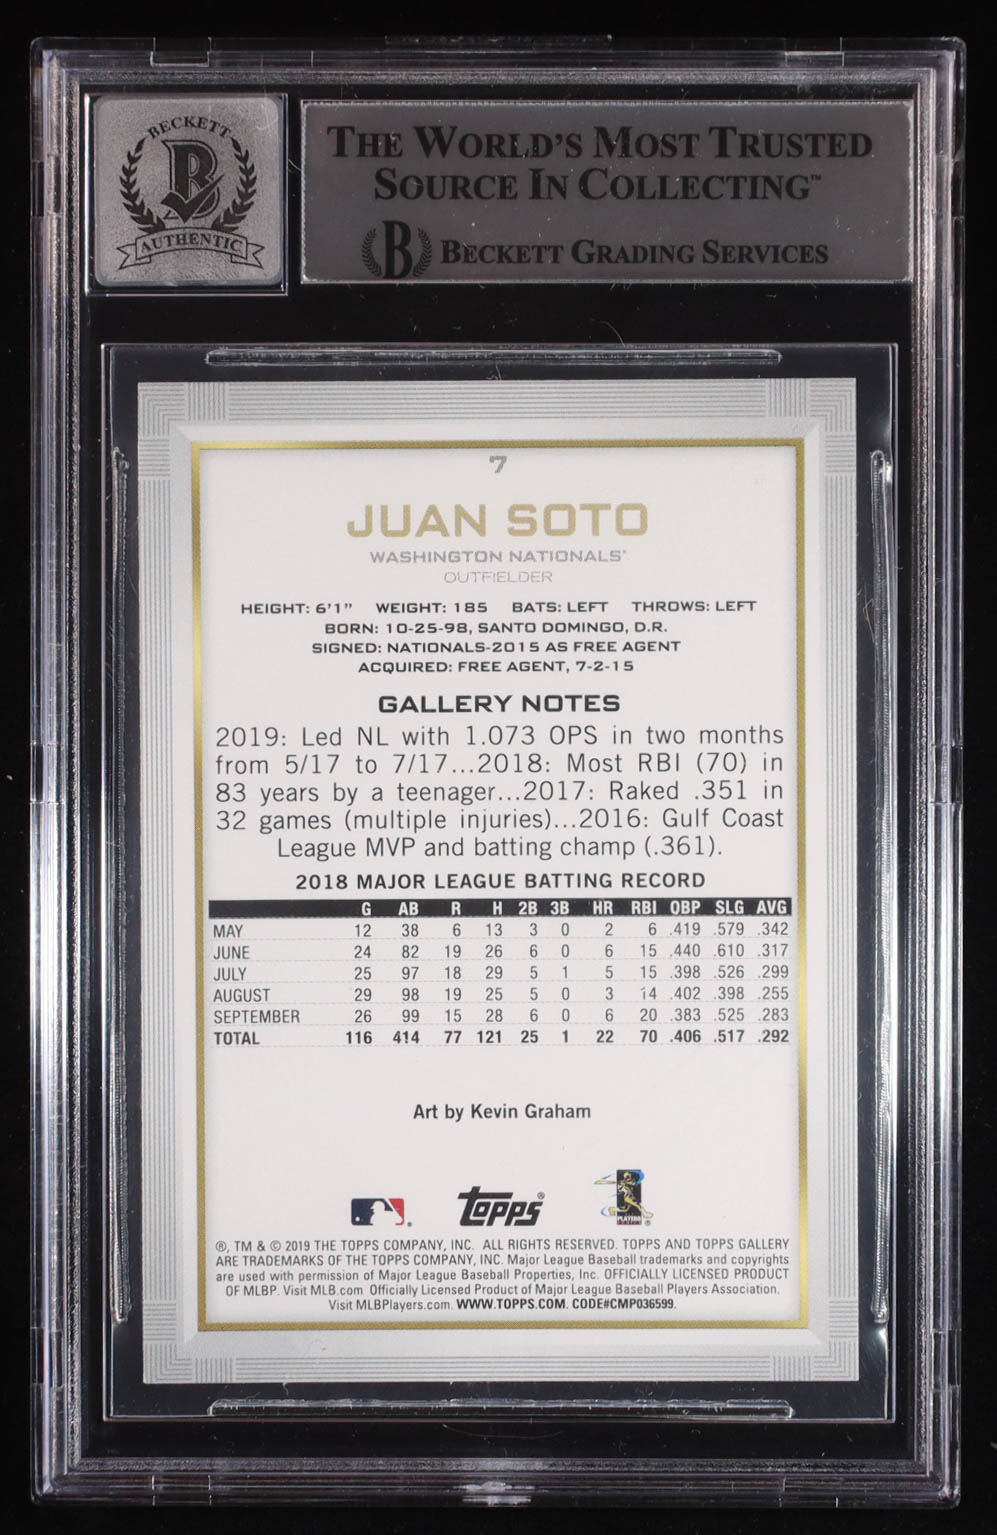 BECKETT
B
AUTHENTIC
THE WORLD'S MOST TRUSTED
SOURCE IN COLLECTING™
B BECKETT GRADING SERVICES
7
JUAN SOTO
WASHINGTON NATIONALS®
OUTFIELDER
HEIGHT: 6'1" WEIGHT: 185 BATS: LEFT THROWS: LEFT
BORN: 10-25-98, SANTO DOMINGO, D.R.
SIGNED: NATIONALS-2015 AS FREE AGENT
ACQUIRED: FREE AGENT, 7-2-15
GALLERY NOTES
2019: Led NL with 1.073 OPS in two months
from 5/17 to 7/17...2018: Most RBI (70) in
83 years by a teenager...2017: Raked .351 in
32 games (multiple injuries)...2016: Gulf Coast
League MVP and batting champ (.361).
2018 MAJOR LEAGUE BATTING RECORD
G AB R H 2B 3B HR RBI OBP SLG AVG
MAY 12 38 6 13 3 0 2 6 .419 .579 .342
JUNE 24 82 19 26 6 0 6 15 .440 .610 .317
JULY 25 97 18 29 5 1 5 15 .398 .526 .299
AUGUST 29 98 19 25 5 0 3 14 .402 .398 .255
SEPTEMBER 26 99 15 28 6 0 6 20 .383 .525 .283
TOTAL 116 414 77 121 25 1 22 70 .406 .517 .292
Art by Kevin Graham
Topps®
PLAYERS
®, TM & © 2019 THE TOPPS COMPANY, INC. ALL RIGHTS RESERVED. TOPPS AND TOPPS GALLERY
ARE TRADEMARKS OF THE TOPPS COMPANY, INC. Major League Baseball trademarks and copyrights
are used with permission of Major League Baseball Properties, Inc. OFFICIALLY LICENSED PRODUCT
OF MLBP. Visit MLB.com Officially Licensed Product of Major League Baseball Players Association.
Visit MLBPlayers.com. WWW.TOPPS.COM. CODE#CMP036599.